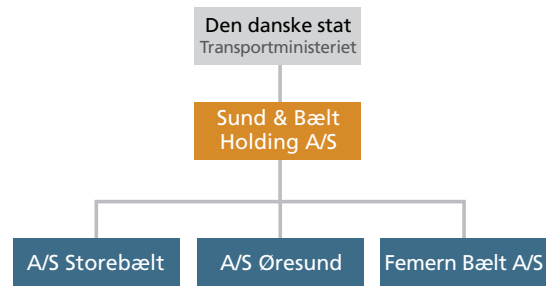 Den danske stat
Transportministeriet
Sund & Bælt
Holding A/S
A/S Storebælt
A/S Øresund
Femern Bælt A/S